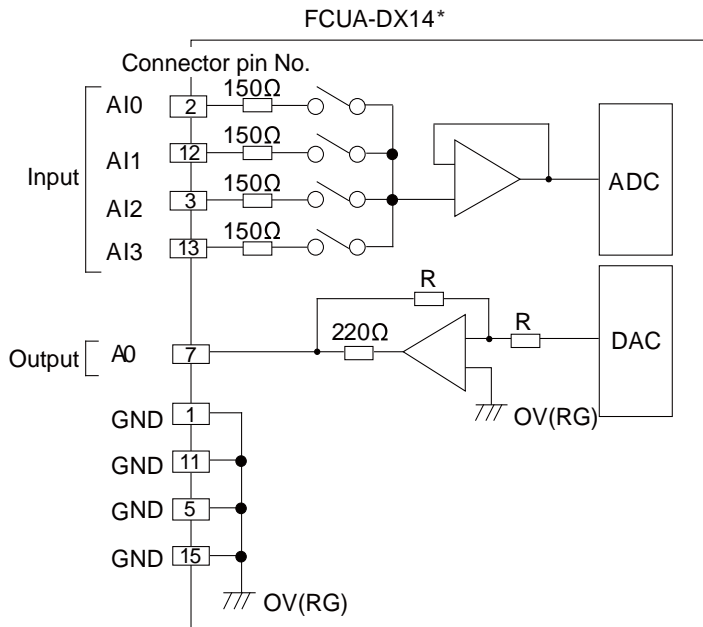 FCUA-DX14*
Connector pin No.
Input
AI0 2 150Ω
AI1 12 150Ω
AI2 3 150Ω
AI3 13 150Ω
ADC
R
R
220Ω
DAC
Output A0 7
OV(RG)
GND 1
GND 11
GND 5
GND 15
OV(RG)